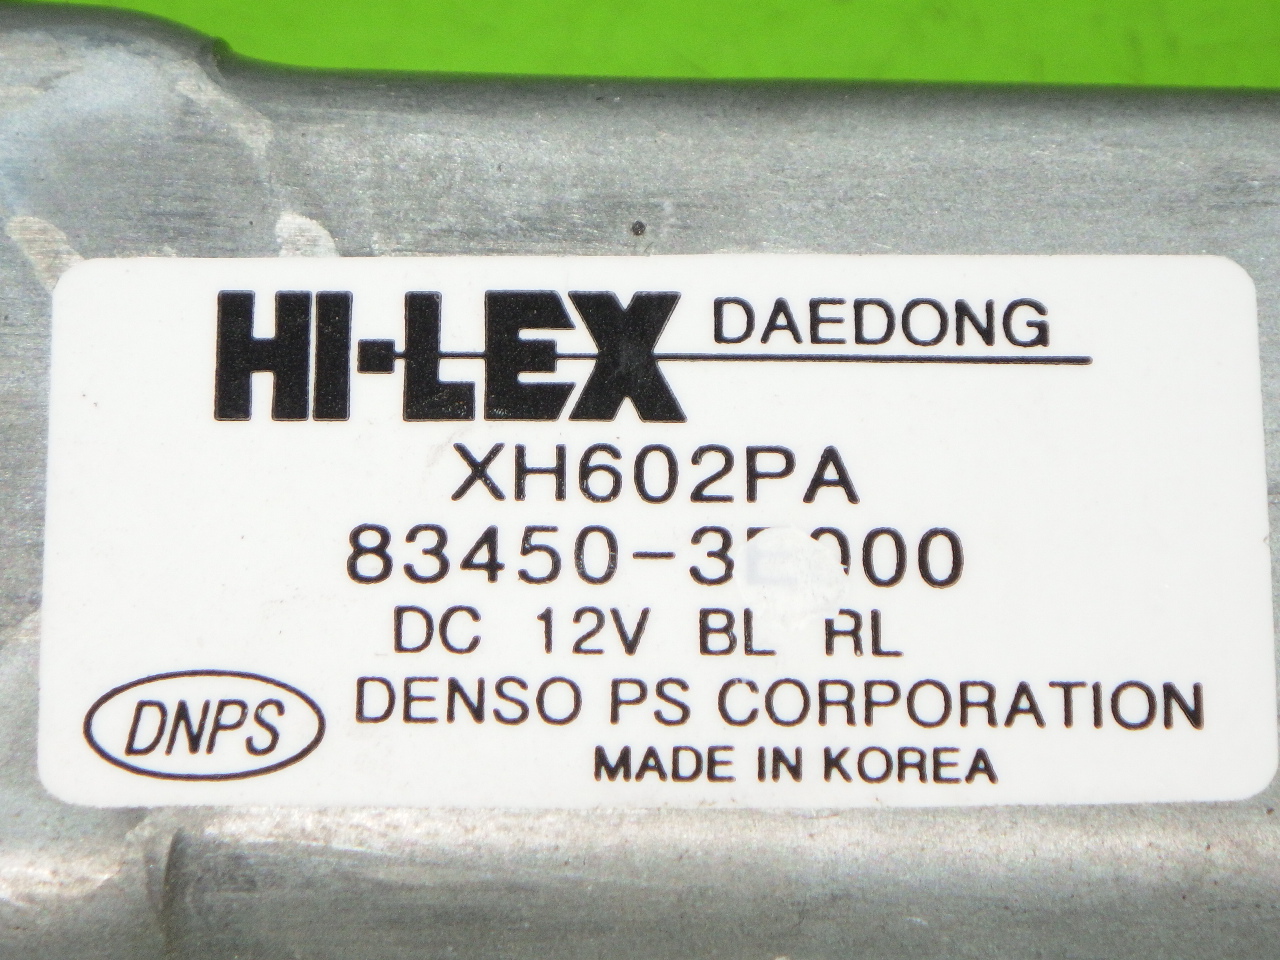 HI-LEX DAEDONG
XH602PA
DC 12V BL RL
DNPS DENSO PS CORPORATION
MADE IN KOREA